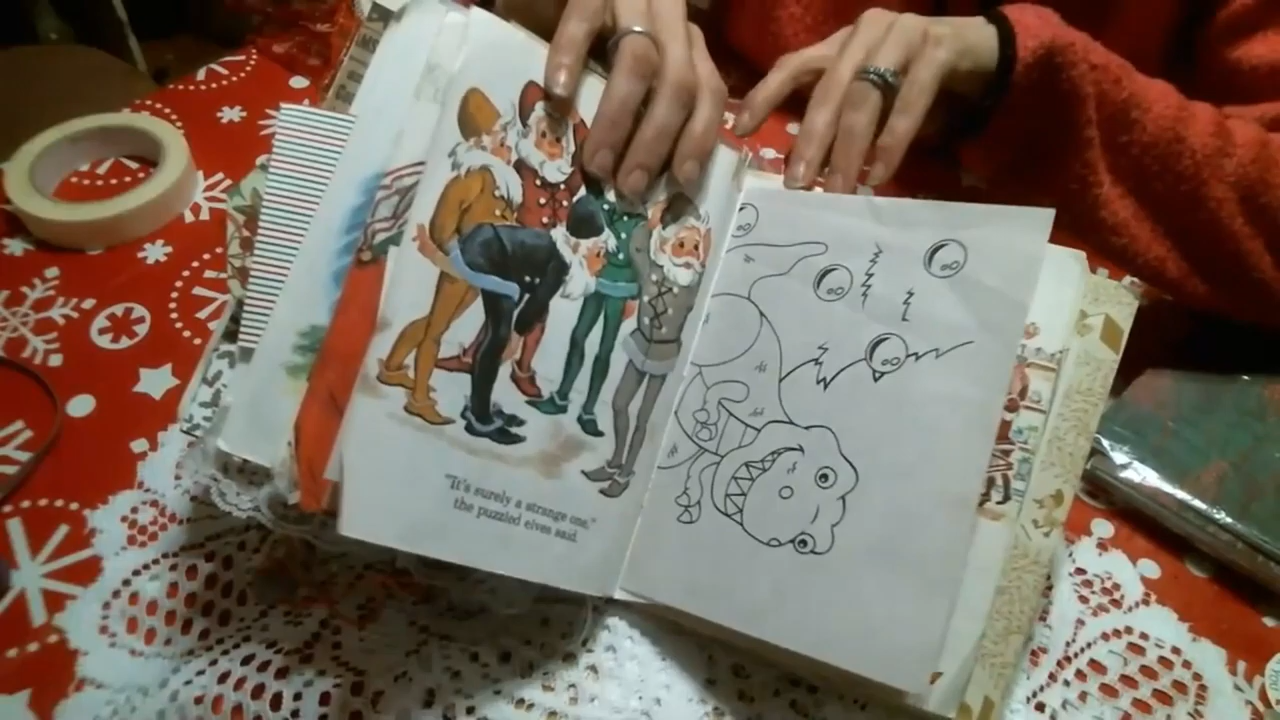 "It's surely a strange one,"
the puzzled elves said.